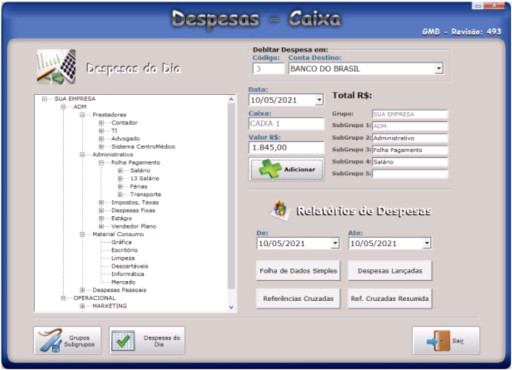 Despesas - Caixa
GMB - Revisão: 493
Despesas do Dia
Debitar Despesa em:
Código: Conta Destino:
3 BANCO DO BRASIL
SUA EMPRESA
ADM
Prestadores
Contador
TI
Advogado
Sistema CentroMédico
Administrativo
Folha Pagamento
Salário
13 Salário
Férias
Transporte
Impostos, Taxas
Despesas Fixas
Estágio
Vendedor Pleno
Material Consumo
Gráfica
Escritório
Limpeza
Descartáveis
Informática
Mercado
Despesas Pessoais
OPERACIONAL
MARKETING
Data:
10/05/2021
Caixa:
CAIXA 1
Valor R$:
1.845,00
Adicionar
Total R$:
Grupo: SUA EMPRESA
SubGrupo 1: ADM
SubGrupo 2: Administrativo
SubGrupo 3: Folha Pagamento
SubGrupo 4: Salário
SubGrupo 5:
Relatórios de Despesas
De: Ate:
10/05/2021 10/05/2021
Folha de Dados Simples Despesas Lançadas
Referências Cruzadas Ref. Cruzadas Resumida
Grupos
Subgrupos
Despesas do
Dia
Sair